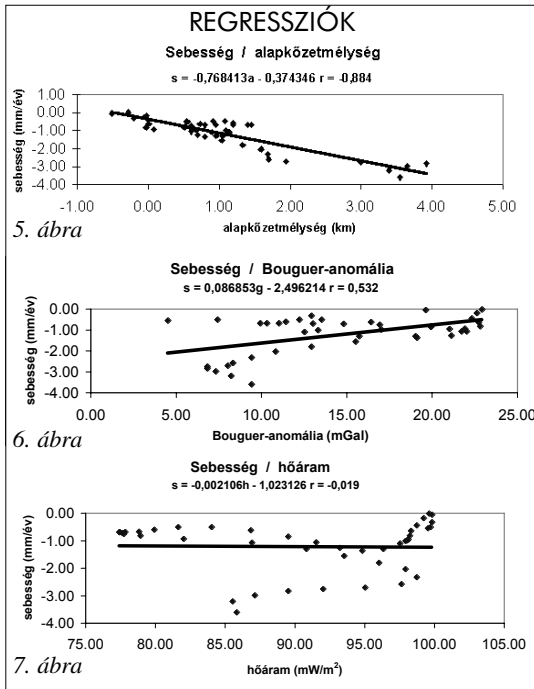 REGRESSZIÓK
Sebesség / alapkőzetmélység
s = -0,768413a - 0,374346 r = -0,884
sebesség (mm/év)
1.00
0.00
-1.00
-2.00
-3.00
-4.00
-1.00 0.00 1.00 2.00 3.00 4.00 5.00
5. ábra
alapkőzetmélység (km)
Sebesség / Bouguer-anomália
s = 0,086853g - 2,496214 r = 0,532
sebesség (mm/év)
0.00
-1.00
-2.00
-3.00
-4.00
0.00 5.00 10.00 15.00 20.00 25.00
6. ábra
Bouguer-anomália (mGal)
Sebesség / hőáram
s = -0,002106h - 1,023126 r = -0,019
sebesség (mm/év)
0.00
-1.00
-2.00
-3.00
-4.00
75.00 80.00 85.00 90.00 95.00 100.00 105.00
7. ábra
hőáram (mW/m²)